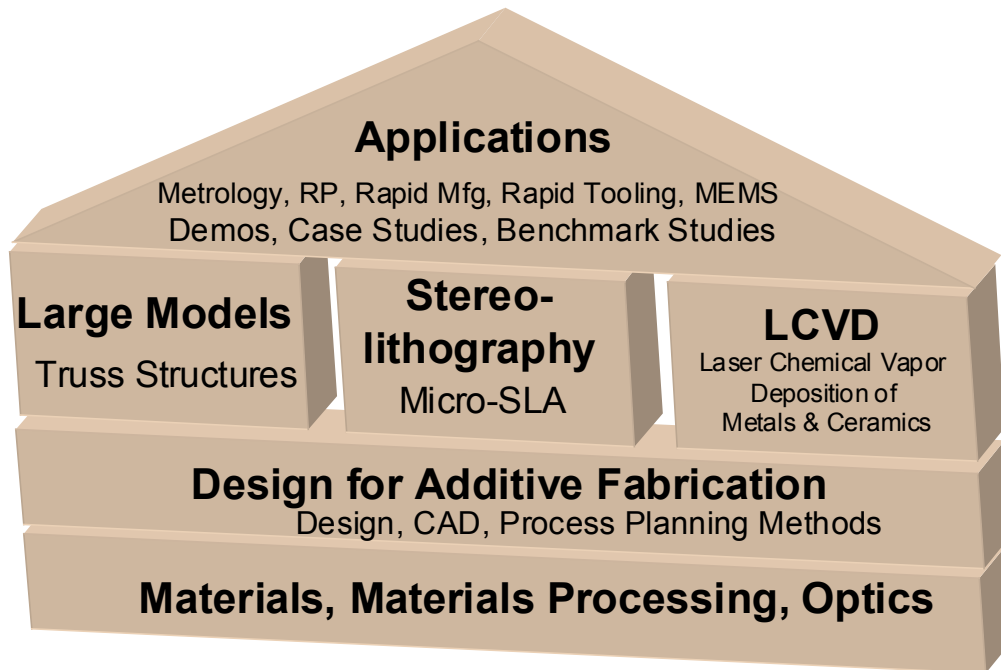 Applications
Metrology, RP, Rapid Mfg, Rapid Tooling, MEMS
Demos, Case Studies, Benchmark Studies
Large Models
Truss Structures
Stereo-
lithography
Micro-SLA
LCVD
Laser Chemical Vapor
Deposition of
Metals & Ceramics
Design for Additive Fabrication
Design, CAD, Process Planning Methods
Materials, Materials Processing, Optics